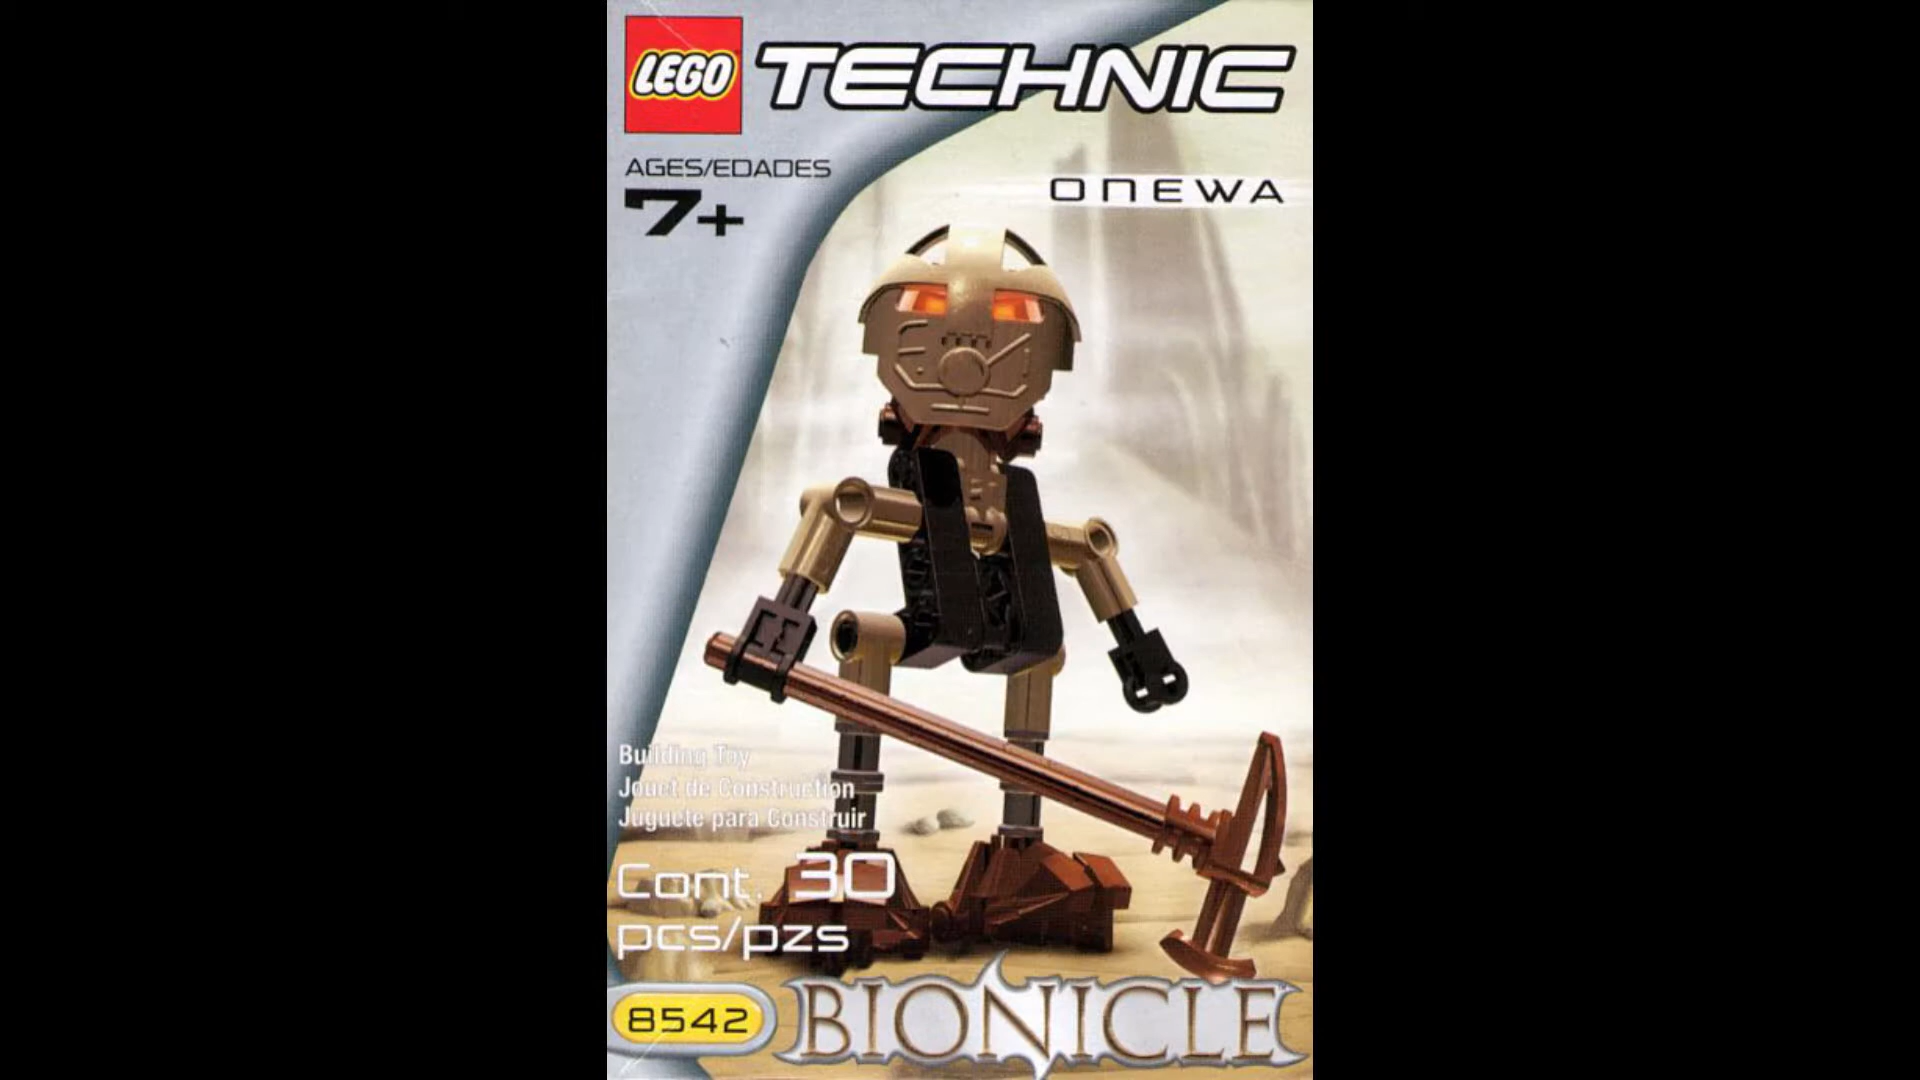 LEGO TECHNIC
AGES/EDADES
7+
ONEWA
Building Toy
Jouet de Construction
Juguete para Construir
Cont. 30
pcs/pzs
8542
BIONICLE